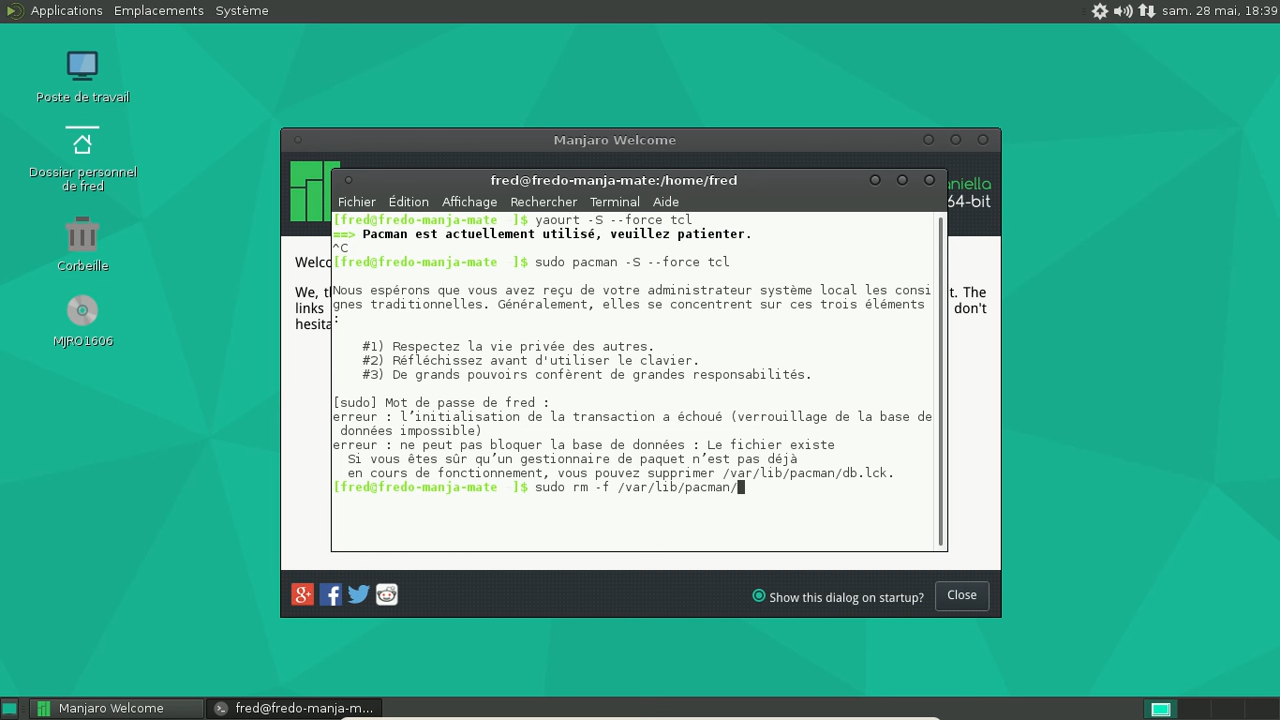 Applications Emplacements Système
sam. 28 mai, 18:39
Poste de travail
Dossier personnel
de fred
Corbeille
MJRO1606
Manjaro Welcome
aniella
64-bit
Welco
We, th
t. The
links
don't
hesita
fred@fredo-manja-mate:/home/fred
Fichier Édition Affichage Rechercher Terminal Aide
[fred@fredo-manja-mate ]$ yaourt -S --force tcl
==> Pacman est actuellement utilisé, veuillez patienter.
^C
[fred@fredo-manja-mate ]$ sudo pacman -S --force tcl
Nous espérons que vous avez reçu de votre administrateur système local les consi
gnes traditionnelles. Généralement, elles se concentrent sur ces trois éléments
:
#1) Respectez la vie privée des autres.
#2) Réfléchissez avant d'utiliser le clavier.
#3) De grands pouvoirs confèrent de grandes responsabilités.
[sudo] Mot de passe de fred :
erreur : l’initialisation de la transaction a échoué (verrouillage de la base de
données impossible)
erreur : ne peut pas bloquer la base de données : Le fichier existe
Si vous êtes sûr qu’un gestionnaire de paquet n’est pas déjà
en cours de fonctionnement, vous pouvez supprimer /var/lib/pacman/db.lck.
[fred@fredo-manja-mate ]$ sudo rm -f /var/lib/pacman/
Show this dialog on startup?
Close
Manjaro Welcome
fred@fredo-manja-m...